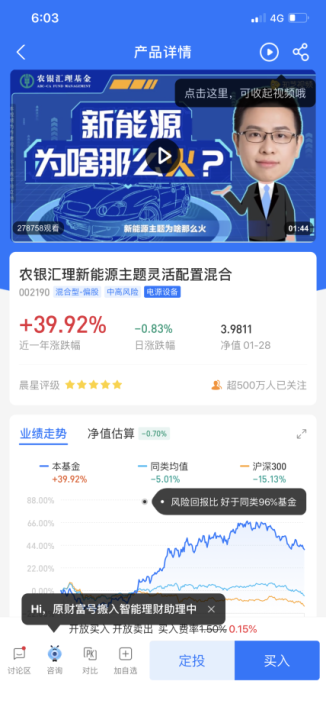 6:03
4G
产品详情
农银汇理基金
ABC-CA FUND MANAGEMENT
点击这里，可收起视频哦
新能源
为啥那么火？
278758观看
新能源主题为啥那么火
01:44
农银汇理新能源主题灵活配置混合
002190 混合型-偏股 中高风险 电源设备
+39.92% -0.83% 3.9811
近一年涨跌幅 日涨跌幅 净值 01-28
晨星评级 超500万人已关注
业绩走势 净值估算 -0.70%
本基金 同类均值 沪深300
+39.92% -5.01% -15.13%
88.00%
风险回报比 好于同类96%基金
66.00%
44.00%
22.00%
0.00%
Hi，原财富号搬入智能理财助理中
开放买入 开放卖出 买入费率1.50% 0.15%
讨论区 咨询 对比 加自选 定投 买入
PK